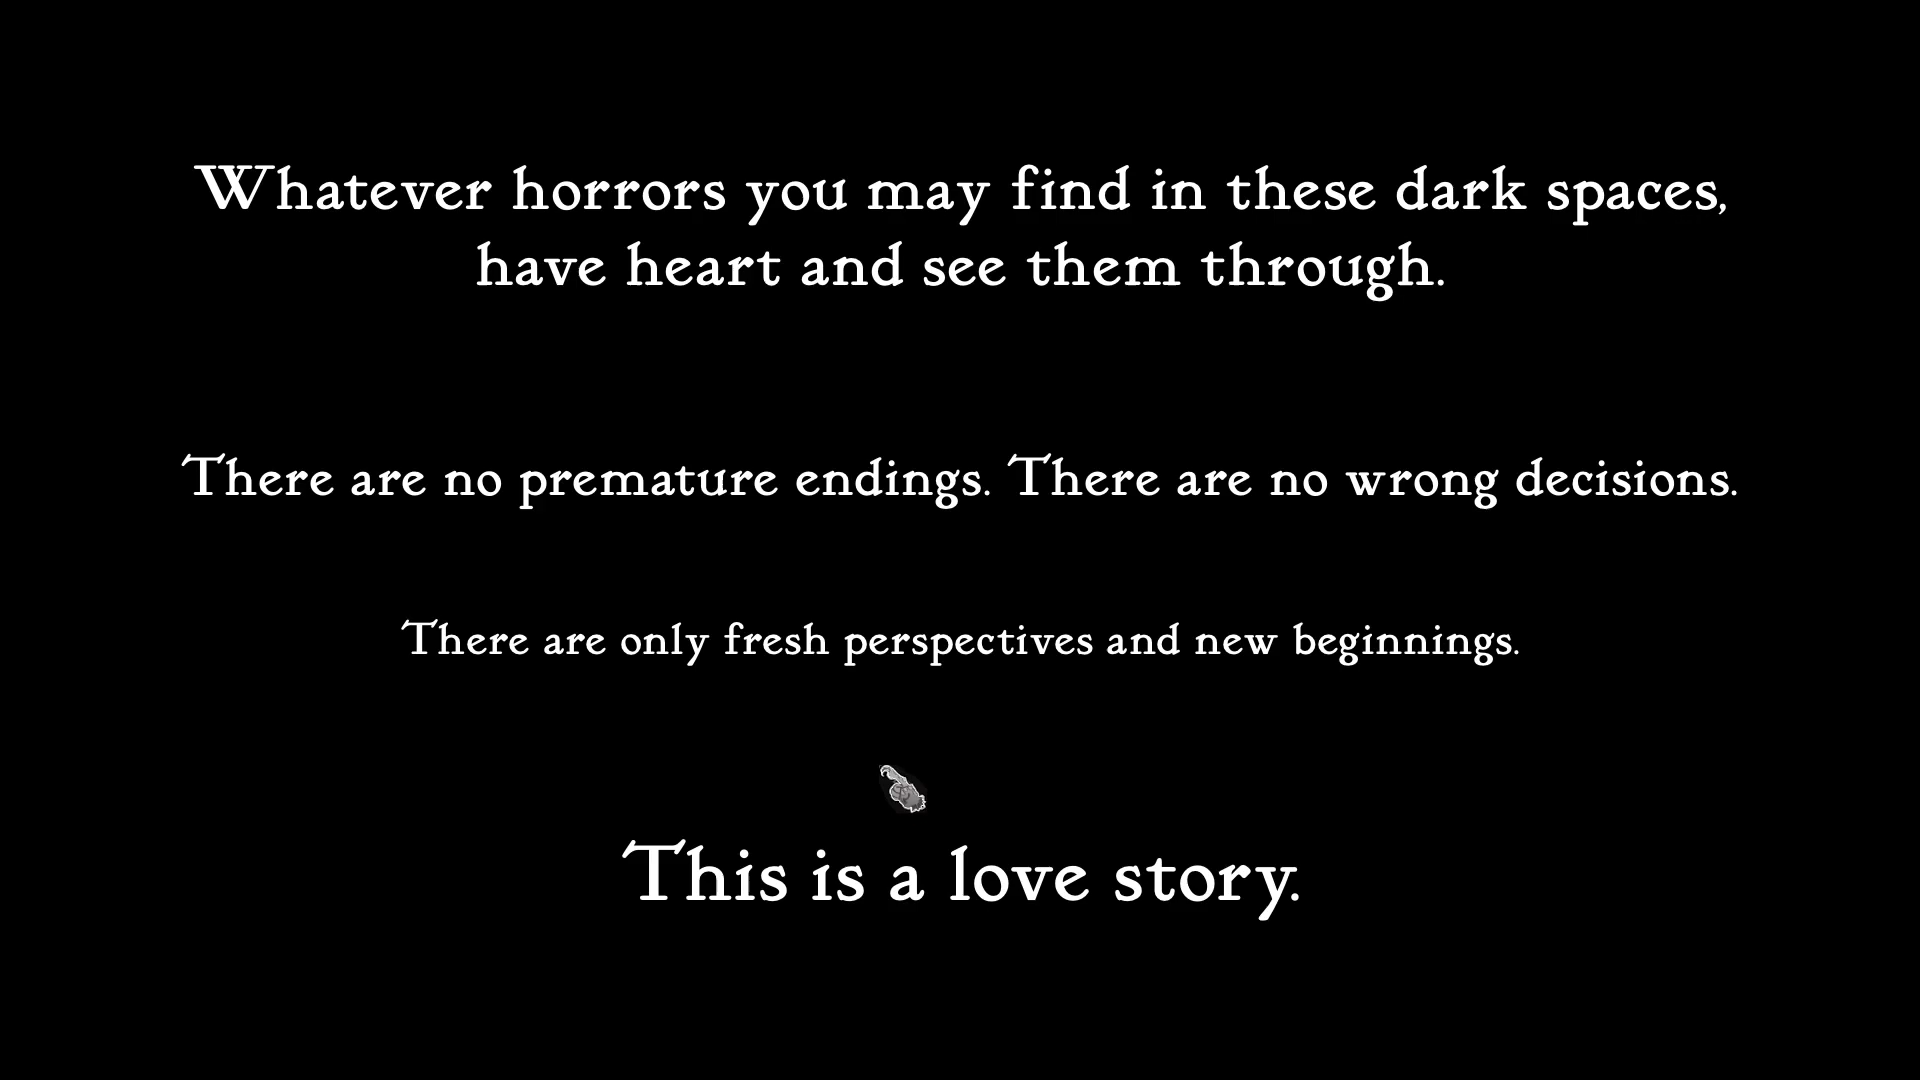 Whatever horrors you may find in these dark spaces,
have heart and see them through.
There are no premature endings. There are no wrong decisions.
There are only fresh perspectives and new beginnings.
This is a love story.